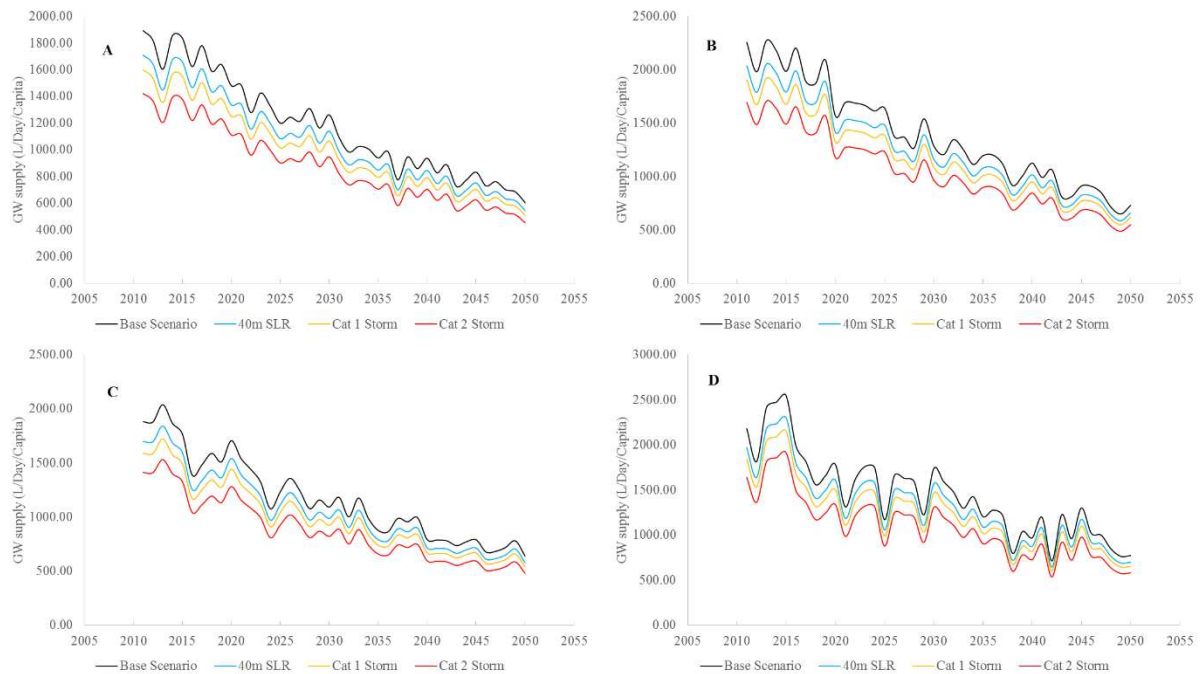 A
GW supply (L/Day/Capita)
2000.00
1800.00
1600.00
1400.00
1200.00
1000.00
800.00
600.00
400.00
200.00
0.00
2005 2010 2015 2020 2025 2030 2035 2040 2045 2050 2055
Base Scenario 40m SLR Cat 1 Storm Cat 2 Storm
B
GW supply (L/Day/Capita)
2500.00
2000.00
1500.00
1000.00
500.00
0.00
2005 2010 2015 2020 2025 2030 2035 2040 2045 2050 2055
Base Scenario 40m SLR Cat 1 Storm Cat 2 Storm
C
GW supply (L/Day/Capita)
2500.00
2000.00
1500.00
1000.00
500.00
0.00
2005 2010 2015 2020 2025 2030 2035 2040 2045 2050 2055
Base Scenario 40m SLR Cat 1 Storm Cat 2 Storm
D
GW supply (L/Day/Capita)
3000.00
2500.00
2000.00
1500.00
1000.00
500.00
0.00
2005 2010 2015 2020 2025 2030 2035 2040 2045 2050 2055
Base Scenario 40m SLR Cat 1 Storm Cat 2 Storm